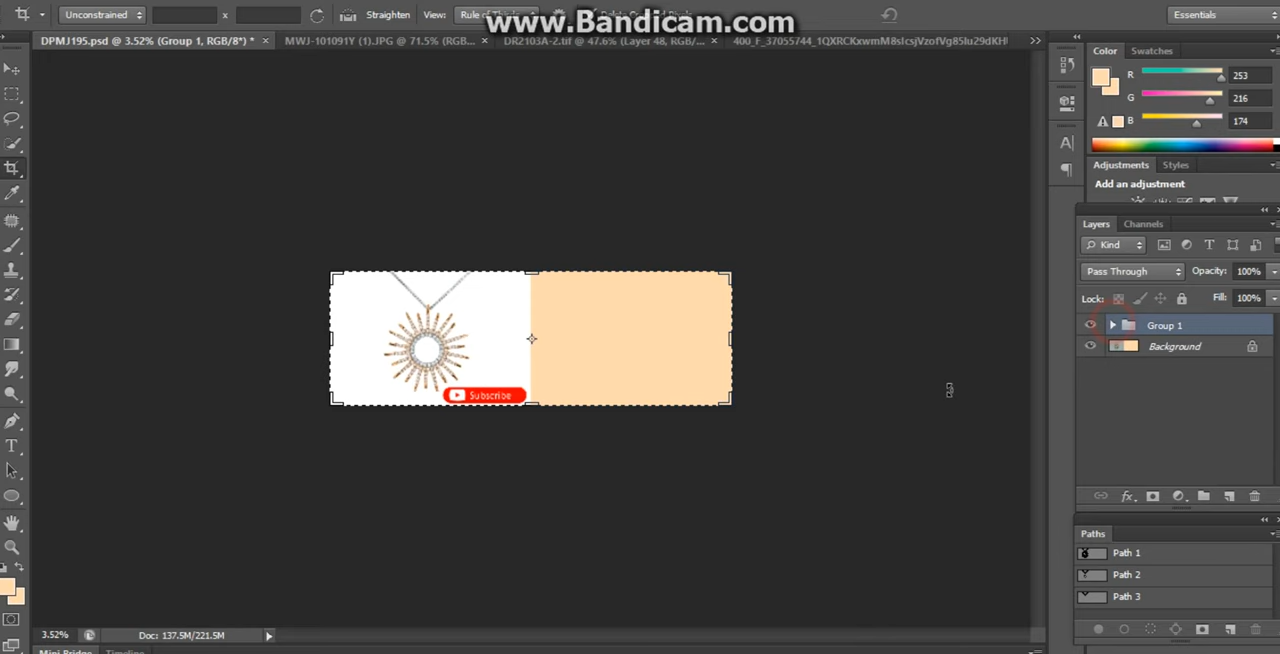 Unconstrained x Straighten View:
www.Bandicam.com
Essentials
DPMJ195.psd @ 3.52% (Group 1, RGB/8*) * × MWJ-101091Y (1).JPG @ 71.5% (RGB... × DR2103A-2.tif @ 47.6% (Layer 48, RGB/... ×
Color Swatches
R 253
G 216
B 174
Adjustments Styles
Add an adjustment
Layers Channels
Kind
Pass Through Opacity: 100%
Lock: Fill: 100%
Group 1
Background
Subscribe
Paths
Path 1
Path 2
Path 3
3.52% Doc: 137.5M/221.5M
Mini Bridge Timeline